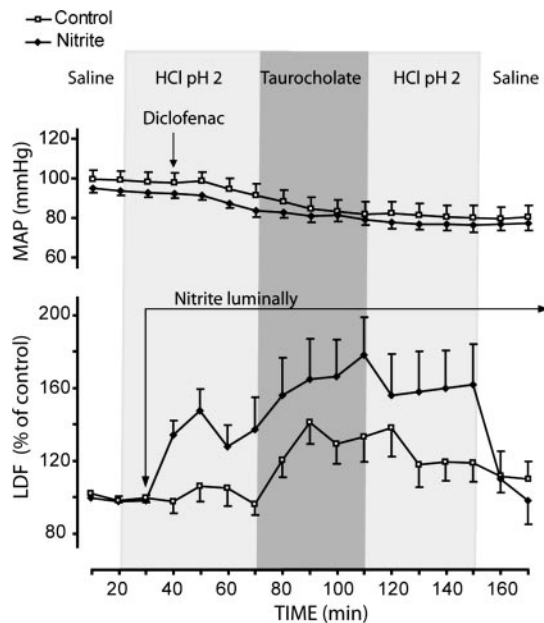 Control
Nitrite
Saline HCl pH 2 Taurocholate HCl pH 2 Saline
Diclofenac
120
100
80
60
MAP (mmHg)
Nitrite luminally
200
160
120
80
LDF (% of control)
20 40 60 80 100 120 140 160
TIME (min)